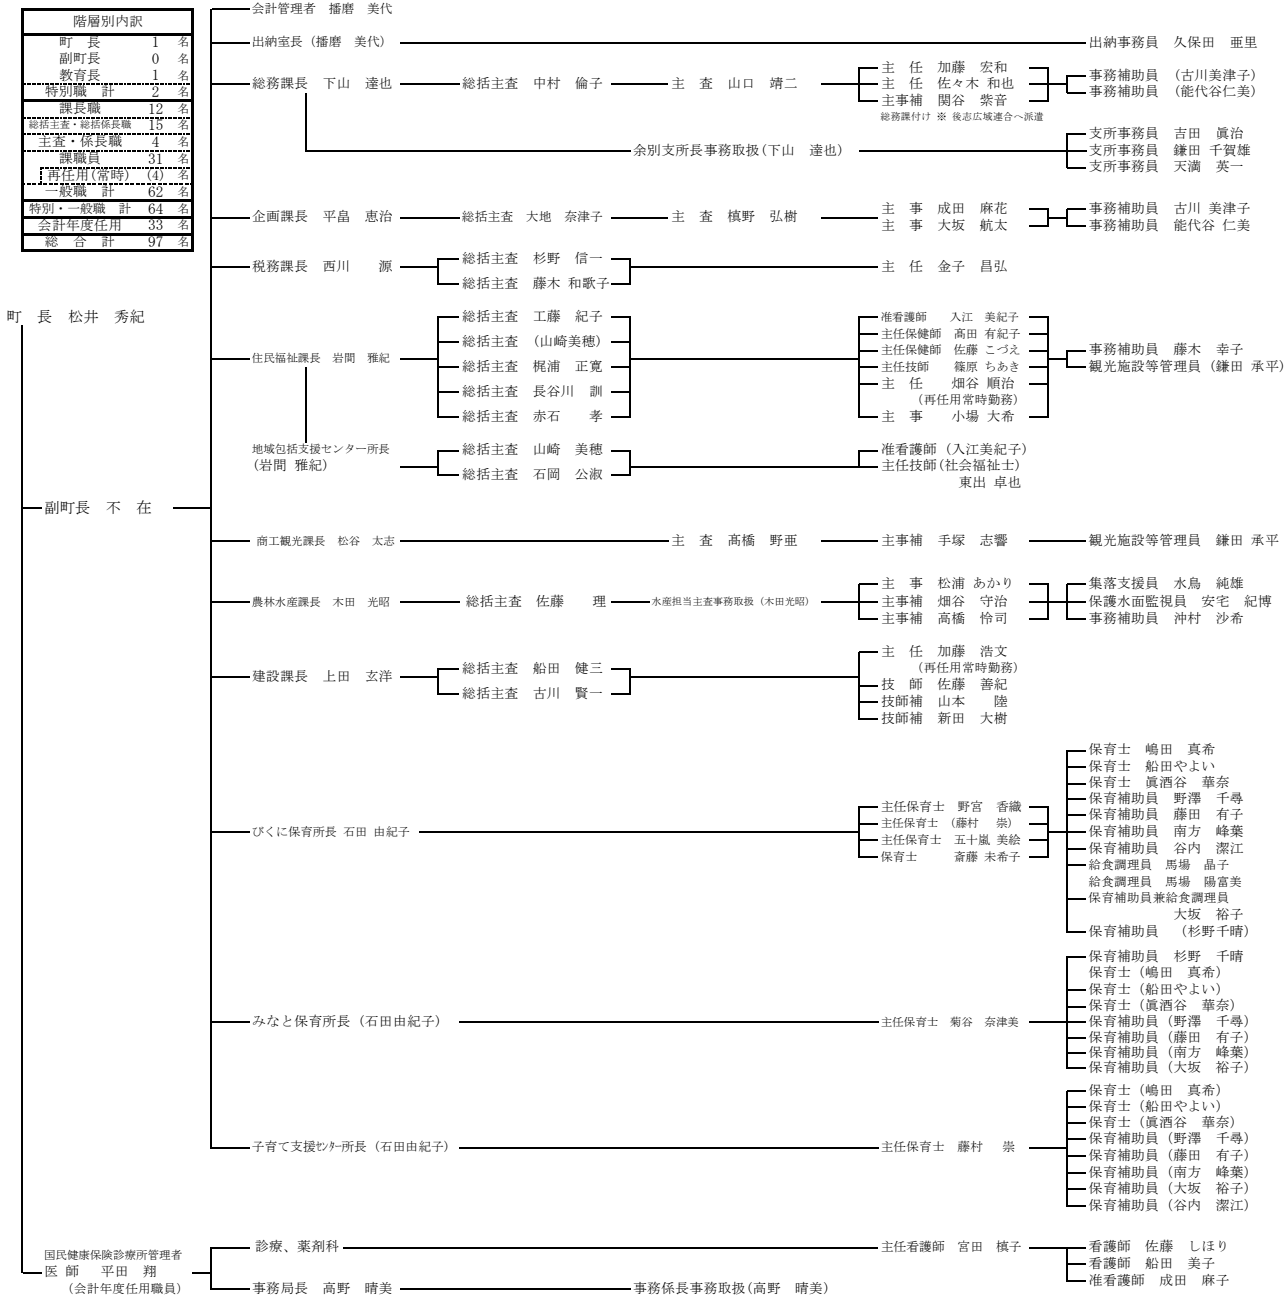 階層別内訳
町　長　1　名
副町長　0　名
教育長　1　名
特別職　計　2　名
課長職　12　名
総括主査・総括係長職　15　名
主査・係長職　4　名
課職員　31　名
再任用(常時)　(4)　名
一般職　計　62　名
特別・一般職　計　64　名
会計年度任用　33　名
総　合　計　97　名
町　長　松井　秀紀
副町長　不　在
会計管理者　播磨　美代
出納室長（播磨　美代）　出納事務員　久保田　亜里
総務課長　下山　達也　総括主査　中村　倫子　主　査　山口　靖二
主　任　加藤　宏和
主　任　佐々木 和也
主事補　関谷　紫音
総務課付け ※ 後志広域連合へ派遣
事務補助員　（古川美津子）
事務補助員　（能代谷仁美）
余別支所長事務取扱(下山　達也)
支所事務員　吉田　眞治
支所事務員　鎌田 千賀雄
支所事務員　天満　英一
企画課長　平畠　恵治　総括主査　大地　奈津子　主　査　槙野　弘樹
主　事　成田　麻花
主　事　大坂　航太
事務補助員　古川 美津子
事務補助員　能代谷 仁美
税務課長　西川　　源
総括主査　杉野　信一
総括主査　藤木 和歌子
主　任　金子　昌弘
住民福祉課長　岩間　雅紀
総括主査　工藤　紀子
総括主査　(山崎美穂)
総括主査　梶浦　正寛
総括主査　長谷川　訓
総括主査　赤石　　孝
准看護師　　入江　美紀子
主任保健師　髙田 有紀子
主任保健師　佐藤 こづえ
主任技師　　篠原 ちあき
主　任　　畑谷 順治
（再任用常時勤務）
主　事　　小場 大希
事務補助員　藤木　幸子
観光施設等管理員（鎌田 承平）
地域包括支援センター所長
(岩間 雅紀)
総括主査　山崎　美穂
総括主査　石岡　公淑
准看護師（入江美紀子）
主任技師(社会福祉士)
東出 卓也
商工観光課長　松谷　太志　主　査　髙橋　野亜　主事補　手塚　志響　観光施設等管理員　鎌田 承平
農林水産課長　木田　光昭　総括主査　佐藤　　理　水産担当主査事務取扱（木田光昭）
主　事　松浦 あかり
主事補　畑谷　守治
主事補　高橋　怜司
集落支援員　水鳥　純雄
保護水面監視員　安宅　紀博
事務補助員　沖村　沙希
建設課長　上田　玄洋
総括主査　船田　健三
総括主査　古川　賢一
主　任　加藤　浩文
（再任用常時勤務）
技　師　佐藤　善紀
技師補　山本　　陸
技師補　新田　大樹
びくに保育所長 石田 由紀子
主任保育士　野宮　香織
主任保育士　（藤村　崇）
主任保育士　五十嵐 美絵
保育士　　　斎藤 未希子
保育士　嶋田　真希
保育士　船田やよい
保育士　眞酒谷　華奈
保育補助員　野澤　千尋
保育補助員　藤田　有子
保育補助員　南方　峰葉
保育補助員　谷内　潔江
給食調理員　馬場　晶子
給食調理員　馬場　陽富美
保育補助員兼給食調理員
大坂　裕子
保育補助員　（杉野千晴）
みなと保育所長（石田由紀子）　主任保育士　菊谷　奈津美
保育補助員　杉野　千晴
保育士（嶋田　真希）
保育士（船田やよい）
保育士（眞酒谷　華奈）
保育補助員（野澤　千尋）
保育補助員（藤田　有子）
保育補助員（南方　峰葉）
保育補助員（大坂　裕子）
子育て支援ｾﾝﾀｰ所長（石田由紀子）　主任保育士　藤村　崇
保育士（嶋田　真希）
保育士（船田やよい）
保育士（眞酒谷　華奈）
保育補助員（野澤　千尋）
保育補助員（藤田　有子）
保育補助員（南方　峰葉）
保育補助員（大坂　裕子）
保育補助員（谷内　潔江）
国民健康保険診療所管理者
医 師　平田　翔
（会計年度任用職員）
診療、薬剤科　主任看護師　宮田　槙子
看護師　佐藤　しほり
看護師　船田　美子
准看護師　成田　麻子
事務局長　高野　晴美　事務係長事務取扱(高野　晴美)